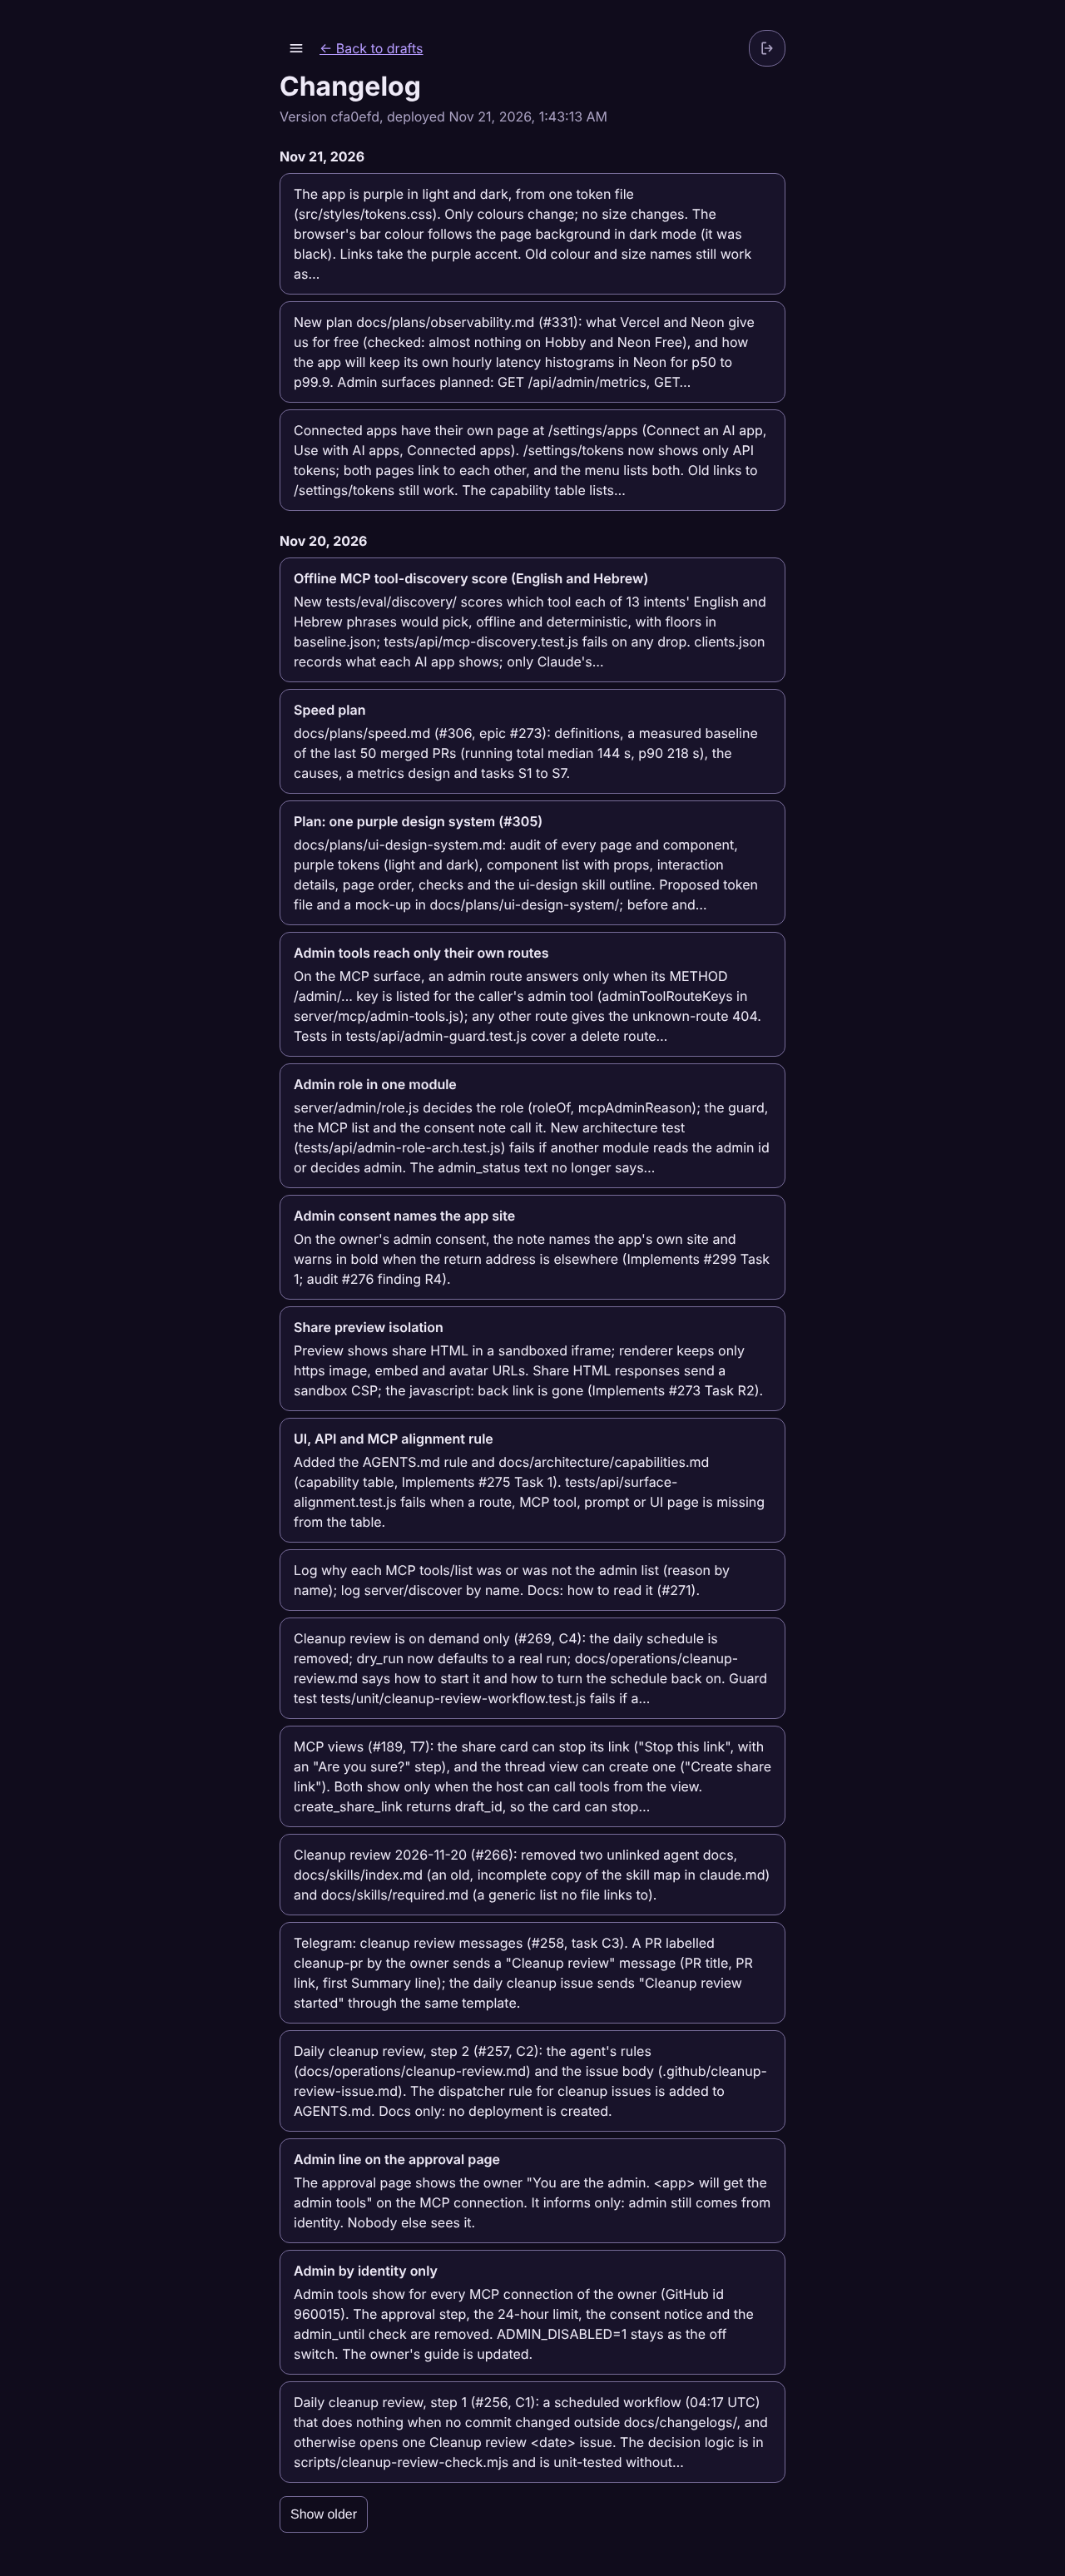 ← Back to drafts
Changelog
Version cfa0efd, deployed Nov 21, 2026, 1:43:13 AM
Nov 21, 2026
The app is purple in light and dark, from one token file
(src/styles/tokens.css). Only colours change; no size changes. The
browser's bar colour follows the page background in dark mode (it was
black). Links take the purple accent. Old colour and size names still work
as…
New plan docs/plans/observability.md (#331): what Vercel and Neon give
us for free (checked: almost nothing on Hobby and Neon Free), and how
the app will keep its own hourly latency histograms in Neon for p50 to
p99.9. Admin surfaces planned: GET /api/admin/metrics, GET…
Connected apps have their own page at /settings/apps (Connect an AI app,
Use with AI apps, Connected apps). /settings/tokens now shows only API
tokens; both pages link to each other, and the menu lists both. Old links to
/settings/tokens still work. The capability table lists…
Nov 20, 2026
Offline MCP tool-discovery score (English and Hebrew)
New tests/eval/discovery/ scores which tool each of 13 intents' English and
Hebrew phrases would pick, offline and deterministic, with floors in
baseline.json; tests/api/mcp-discovery.test.js fails on any drop. clients.json
records what each AI app shows; only Claude's…
Speed plan
docs/plans/speed.md (#306, epic #273): definitions, a measured baseline
of the last 50 merged PRs (running total median 144 s, p90 218 s), the
causes, a metrics design and tasks S1 to S7.
Plan: one purple design system (#305)
docs/plans/ui-design-system.md: audit of every page and component,
purple tokens (light and dark), component list with props, interaction
details, page order, checks and the ui-design skill outline. Proposed token
file and a mock-up in docs/plans/ui-design-system/; before and…
Admin tools reach only their own routes
On the MCP surface, an admin route answers only when its METHOD
/admin/... key is listed for the caller's admin tool (adminToolRouteKeys in
server/mcp/admin-tools.js); any other route gives the unknown-route 404.
Tests in tests/api/admin-guard.test.js cover a delete route…
Admin role in one module
server/admin/role.js decides the role (roleOf, mcpAdminReason); the guard,
the MCP list and the consent note call it. New architecture test
(tests/api/admin-role-arch.test.js) fails if another module reads the admin id
or decides admin. The admin_status text no longer says…
Admin consent names the app site
On the owner's admin consent, the note names the app's own site and
warns in bold when the return address is elsewhere (Implements #299 Task
1; audit #276 finding R4).
Share preview isolation
Preview shows share HTML in a sandboxed iframe; renderer keeps only
https image, embed and avatar URLs. Share HTML responses send a
sandbox CSP; the javascript: back link is gone (Implements #273 Task R2).
UI, API and MCP alignment rule
Added the AGENTS.md rule and docs/architecture/capabilities.md
(capability table, Implements #275 Task 1). tests/api/surface-
alignment.test.js fails when a route, MCP tool, prompt or UI page is missing
from the table.
Log why each MCP tools/list was or was not the admin list (reason by
name); log server/discover by name. Docs: how to read it (#271).
Cleanup review is on demand only (#269, C4): the daily schedule is
removed; dry_run now defaults to a real run; docs/operations/cleanup-
review.md says how to start it and how to turn the schedule back on. Guard
test tests/unit/cleanup-review-workflow.test.js fails if a…
MCP views (#189, T7): the share card can stop its link ("Stop this link", with
an "Are you sure?" step), and the thread view can create one ("Create share
link"). Both show only when the host can call tools from the view.
create_share_link returns draft_id, so the card can stop…
Cleanup review 2026-11-20 (#266): removed two unlinked agent docs,
docs/skills/index.md (an old, incomplete copy of the skill map in claude.md)
and docs/skills/required.md (a generic list no file links to).
Telegram: cleanup review messages (#258, task C3). A PR labelled
cleanup-pr by the owner sends a "Cleanup review" message (PR title, PR
link, first Summary line); the daily cleanup issue sends "Cleanup review
started" through the same template.
Daily cleanup review, step 2 (#257, C2): the agent's rules
(docs/operations/cleanup-review.md) and the issue body (.github/cleanup-
review-issue.md). The dispatcher rule for cleanup issues is added to
AGENTS.md. Docs only: no deployment is created.
Admin line on the approval page
The approval page shows the owner "You are the admin. <app> will get the
admin tools" on the MCP connection. It informs only: admin still comes from
identity. Nobody else sees it.
Admin by identity only
Admin tools show for every MCP connection of the owner (GitHub id
960015). The approval step, the 24-hour limit, the consent notice and the
admin_until check are removed. ADMIN_DISABLED=1 stays as the off
switch. The owner's guide is updated.
Daily cleanup review, step 1 (#256, C1): a scheduled workflow (04:17 UTC)
that does nothing when no commit changed outside docs/changelogs/, and
otherwise opens one Cleanup review <date> issue. The decision logic is in
scripts/cleanup-review-check.mjs and is unit-tested without…
Show older